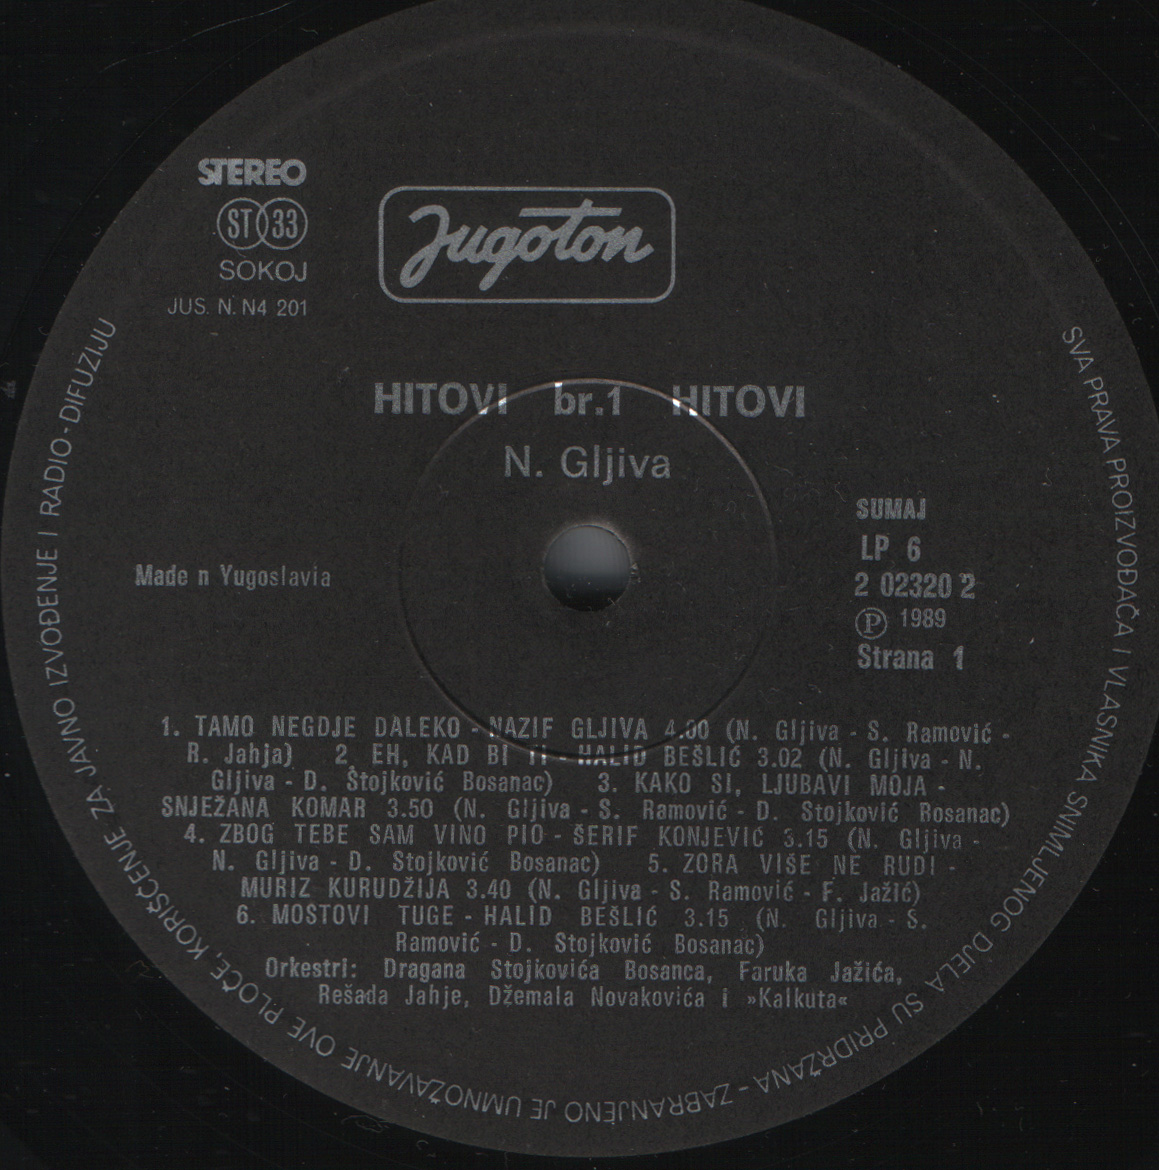 STEREO
ST 33
SOKOJ
JUS. N. N4 201
Jugoton
HITOVI br.1 HITOVI
N. Gljiva
SUMAJ
LP 6
2 02320 2
Ⓟ 1989
Strana 1
Made n Yugoslavia
1. TAMO NEGDJE DALEKO - NAZIF GLJIVA 4.00 (N. Gljiva - S. Ramović -
R. Jahja) 2. EH, KAD BI TI - HALID BEŠLIĆ 3.02 (N. Gljiva - N.
Gljiva - D. Stojković Bosanac) 3. KAKO SI, LJUBAVI MOJA -
SNJEŽANA KOMAR 3.50 (N. Gljiva - S. Ramović - D. Stojković Bosanac)
4. ZBOG TEBE SAM VINO PIO - ŠERIF KONJEVIĆ 3.15 (N. Gljiva -
N. Gljiva - D. Stojković Bosanac) 5. ZORA VIŠE NE RUDI -
MURIZ KURUDŽIJA 3.40 (N. Gljiva - S. Ramović - F. Jažić)
6. MOSTOVI TUGE - HALID BEŠLIĆ 3.15 (N. Gljiva - S.
Ramović - D. Stojković Bosanac)
Orkestri: Dragana Stojkovića Bosanca, Faruka Jažića,
Rešada Jahje, Džemala Novakovića i »Kalkuta«
SVA PRAVA PROIZVOĐAČA I VLASNIKA SNIMLJENOG DJELA SU PRIDRŽANA - ZABRANJENO JE UMNOŽAVANJE OVE PLOČE, KORIŠĆENJE ZA JAVNO IZVOĐENJE I RADIO-DIFUZIJU